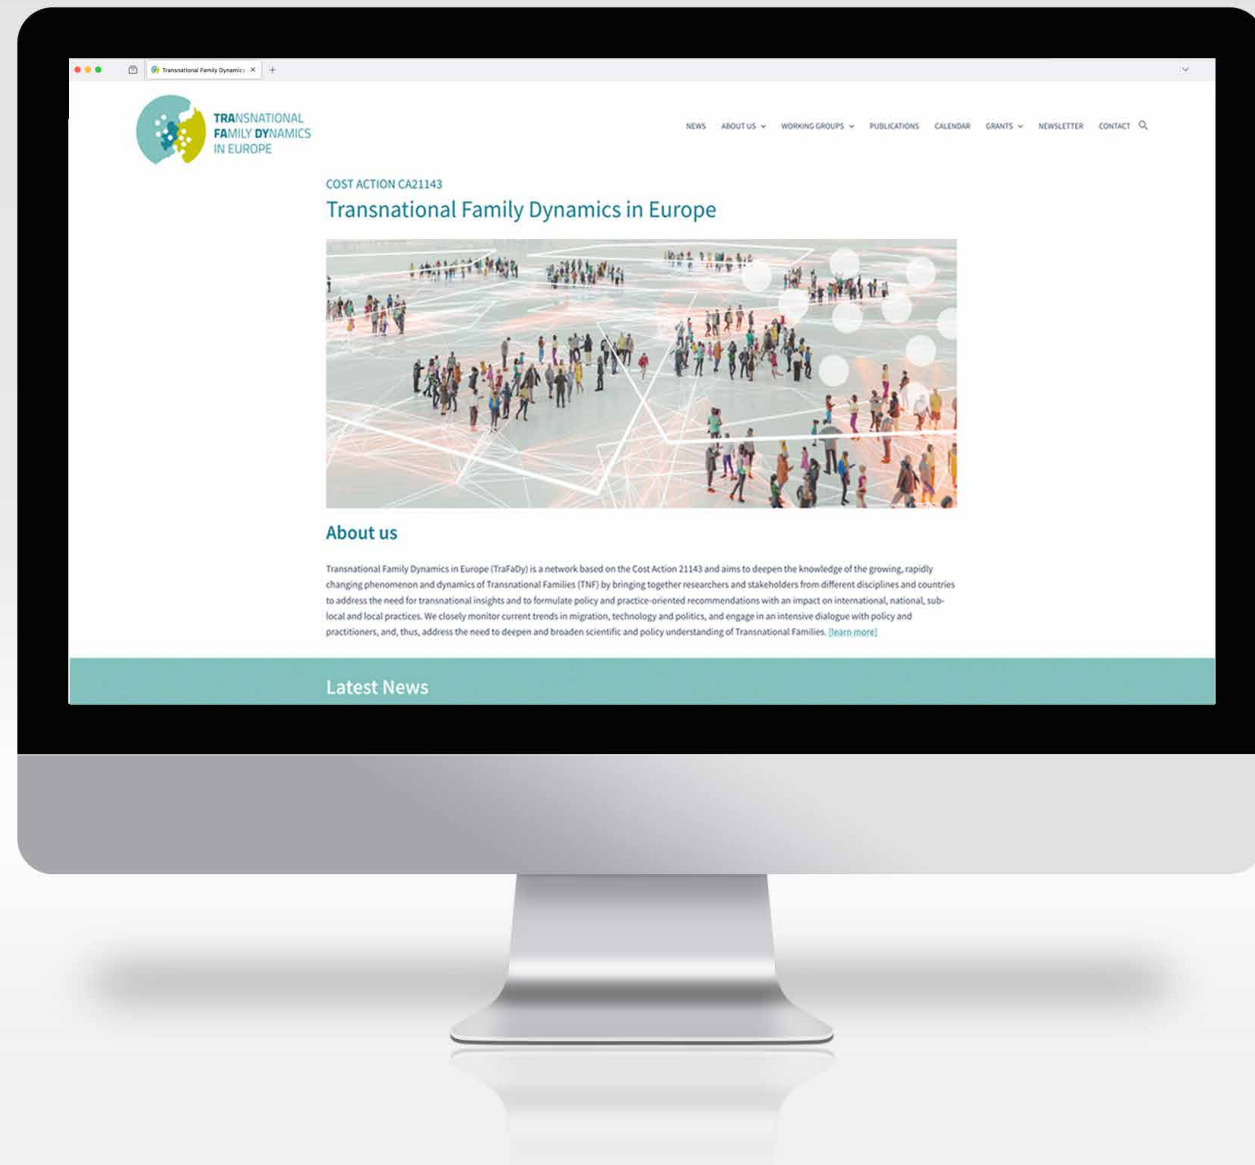 Transnational Family Dynamics
TRANSNATIONAL
FAMILY DYNAMICS
IN EUROPE
NEWS ABOUT US WORKING GROUPS PUBLICATIONS CALENDAR GRANTS NEWSLETTER CONTACT
COST ACTION CA21143
Transnational Family Dynamics in Europe
About us
Transnational Family Dynamics in Europe (TraFaDy) is a network based on the Cost Action 21143 and aims to deepen the knowledge of the growing, rapidly
changing phenomenon and dynamics of Transnational Families (TNF) by bringing together researchers and stakeholders from different disciplines and countries
to address the need for transnational insights and to formulate policy and practice-oriented recommendations with an impact on international, national, sub-
local and local practices. We closely monitor current trends in migration, technology and politics, and engage in an intensive dialogue with policy and
practitioners, and, thus, address the need to deepen and broaden scientific and policy understanding of Transnational Families. [learn more]
Latest News